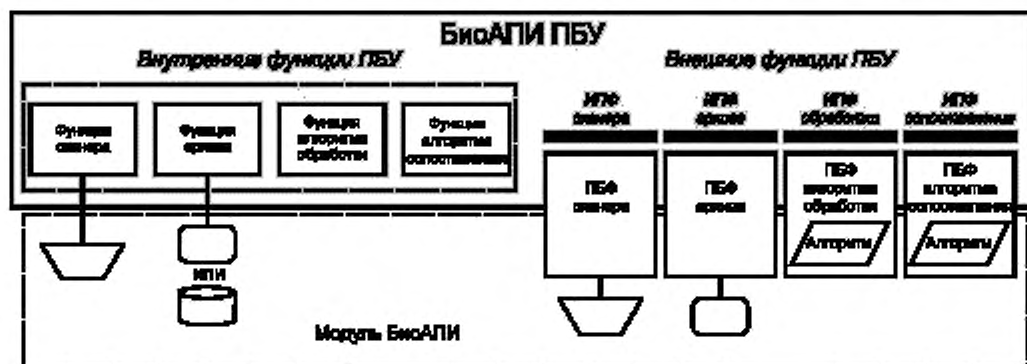 БиоАПИ ПБУ
Внутренние функции ПБУ
Внешние функции ПБУ
ИПФ
сканера
ИПФ
архива
ИПФ
обработки
ИПФ
сопоставления
Функция
сканера
Функция
архива
Функция
алгоритма
обработки
Функция
алгоритма
сопоставления
ПБФ
сканера
ПБФ
архива
ПБФ
алгоритма
обработки
ПБФ
алгоритма
сопоставления
Алгоритм
Алгоритм
ИЛИ
Модуль БиоАПИ